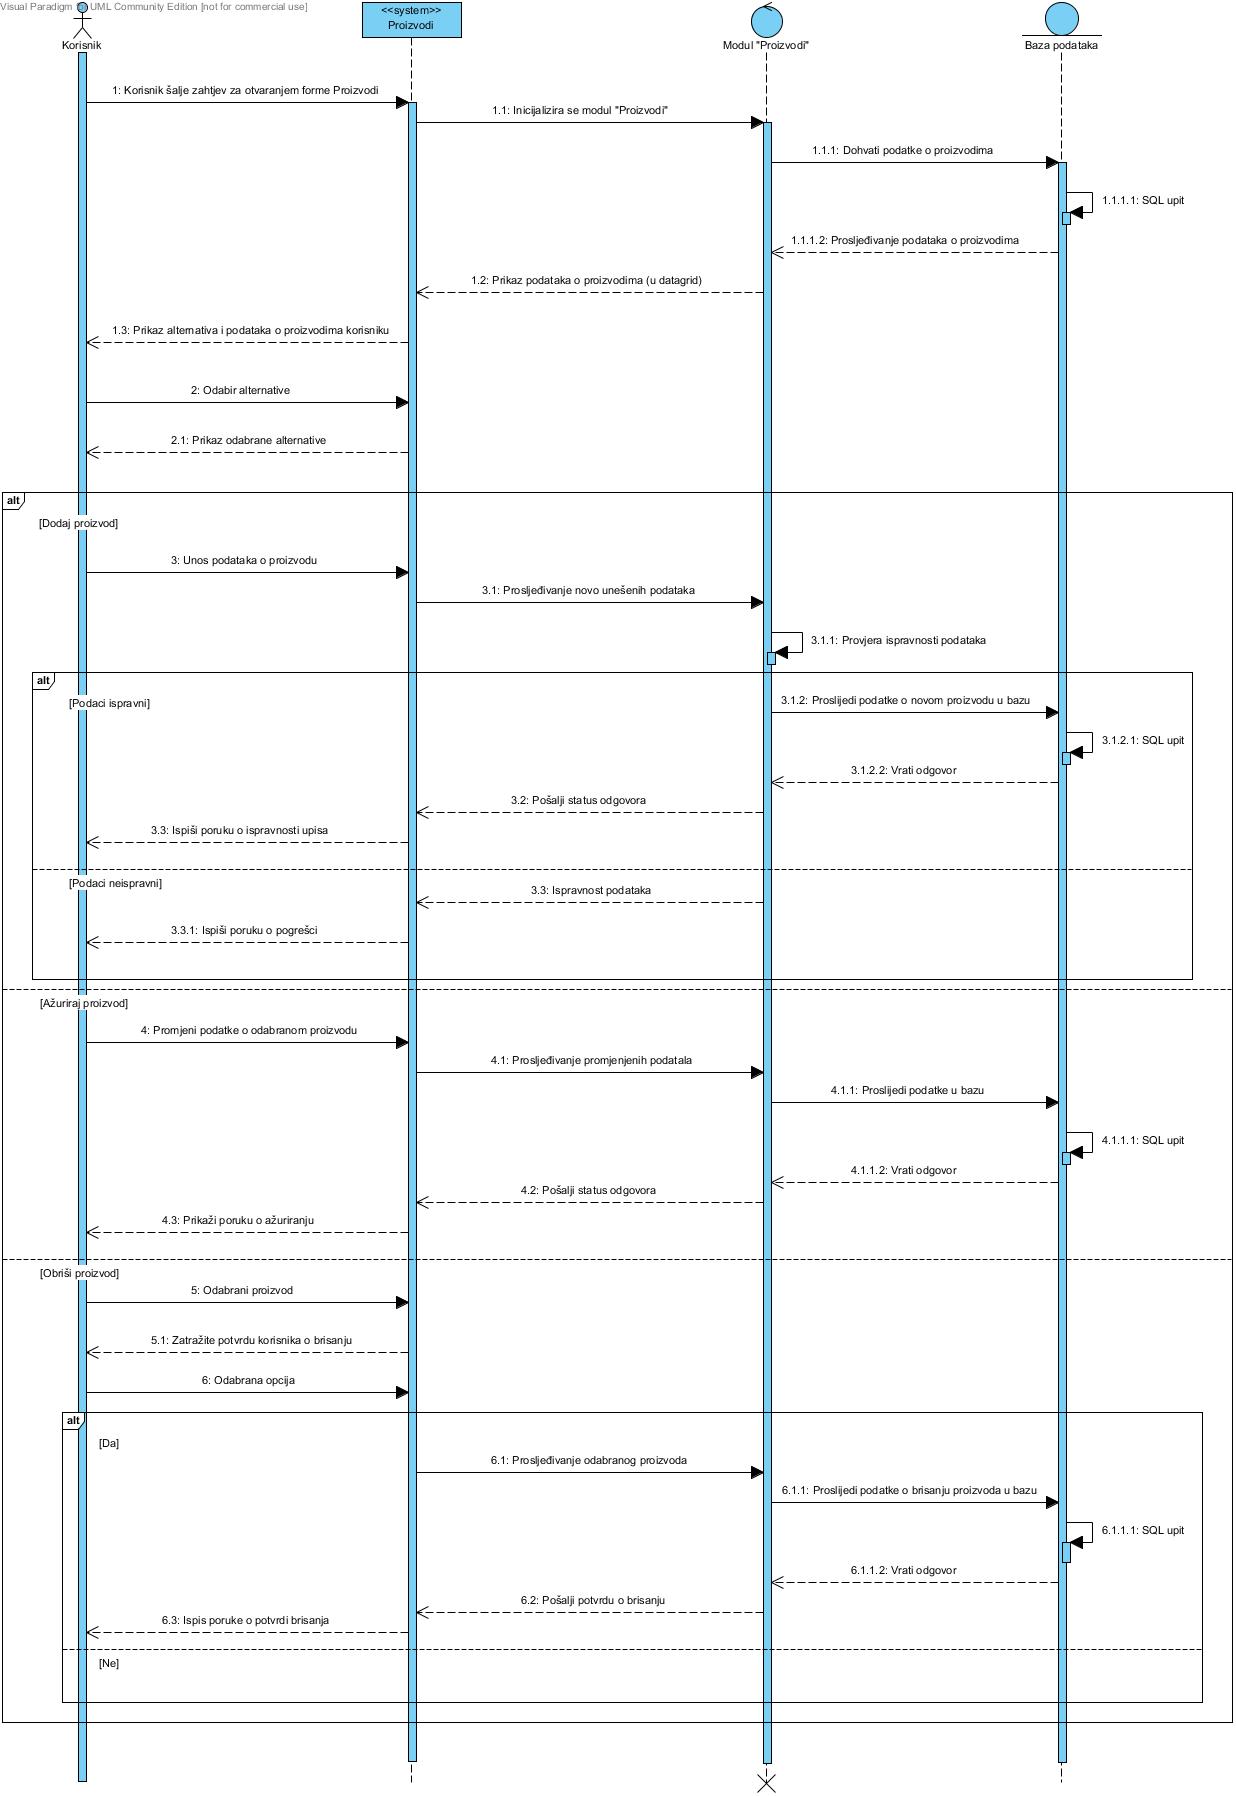 Visual Paradigm UML Community Edition [not for commercial use]
Korisnik
<<system>>
Proizvodi
Modul "Proizvodi"
Baza podataka
1: Korisnik šalje zahtjev za otvaranjem forme Proizvodi
1.1: Inicijalizira se modul "Proizvodi"
1.1.1: Dohvati podatke o proizvodima
1.1.1.1: SQL upit
1.1.1.2: Prosljeđivanje podataka o proizvodima
1.2: Prikaz podataka o proizvodima (u datagrid)
1.3: Prikaz alternativa i podataka o proizvodima korisniku
2: Odabir alternative
2.1: Prikaz odabrane alternative
alt
[Dodaj proizvod]
3: Unos podataka o proizvodu
3.1: Prosljeđivanje novo unešenih podataka
3.1.1: Provjera ispravnosti podataka
alt
[Podaci ispravni]
3.1.2: Proslijedi podatke o novom proizvodu u bazu
3.1.2.1: SQL upit
3.1.2.2: Vrati odgovor
3.2: Pošalji status odgovora
3.3: Ispiši poruku o ispravnosti upisa
[Podaci neispravni]
3.3: Ispravnost podataka
3.3.1: Ispiši poruku o pogrešci
[Ažuriraj proizvod]
4: Promjeni podatke o odabranom proizvodu
4.1: Prosljeđivanje promjenjenih podatala
4.1.1: Proslijedi podatke u bazu
4.1.1.1: SQL upit
4.1.1.2: Vrati odgovor
4.2: Pošalji status odgovora
4.3: Prikaži poruku o ažuriranju
[Obriši proizvod]
5: Odabrani proizvod
5.1: Zatražite potvrdu korisnika o brisanju
6: Odabrana opcija
alt
[Da]
6.1: Prosljeđivanje odabranog proizvoda
6.1.1: Proslijedi podatke o brisanju proizvoda u bazu
6.1.1.1: SQL upit
6.1.1.2: Vrati odgovor
6.2: Pošalji potvrdu o brisanju
6.3: Ispis poruke o potvrdi brisanja
[Ne]